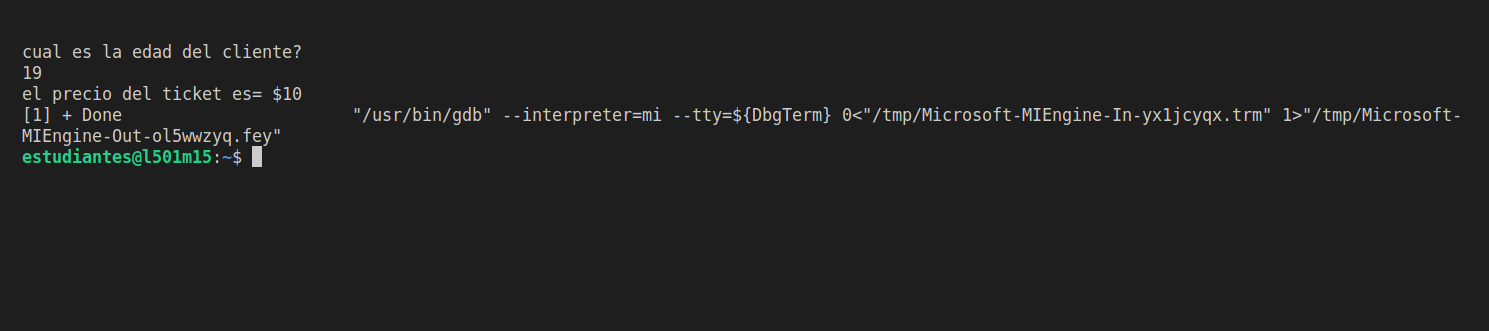 cual es la edad del cliente?
19
el precio del ticket es= $10
[1] + Done                       "/usr/bin/gdb" --interpreter=mi --tty=${DbgTerm} 0<"/tmp/Microsoft-MIEngine-In-yx1jcyqx.trm" 1>"/tmp/Microsoft-
MIEngine-Out-ol5wwzyq.fey"
estudiantes@l501m15:~$